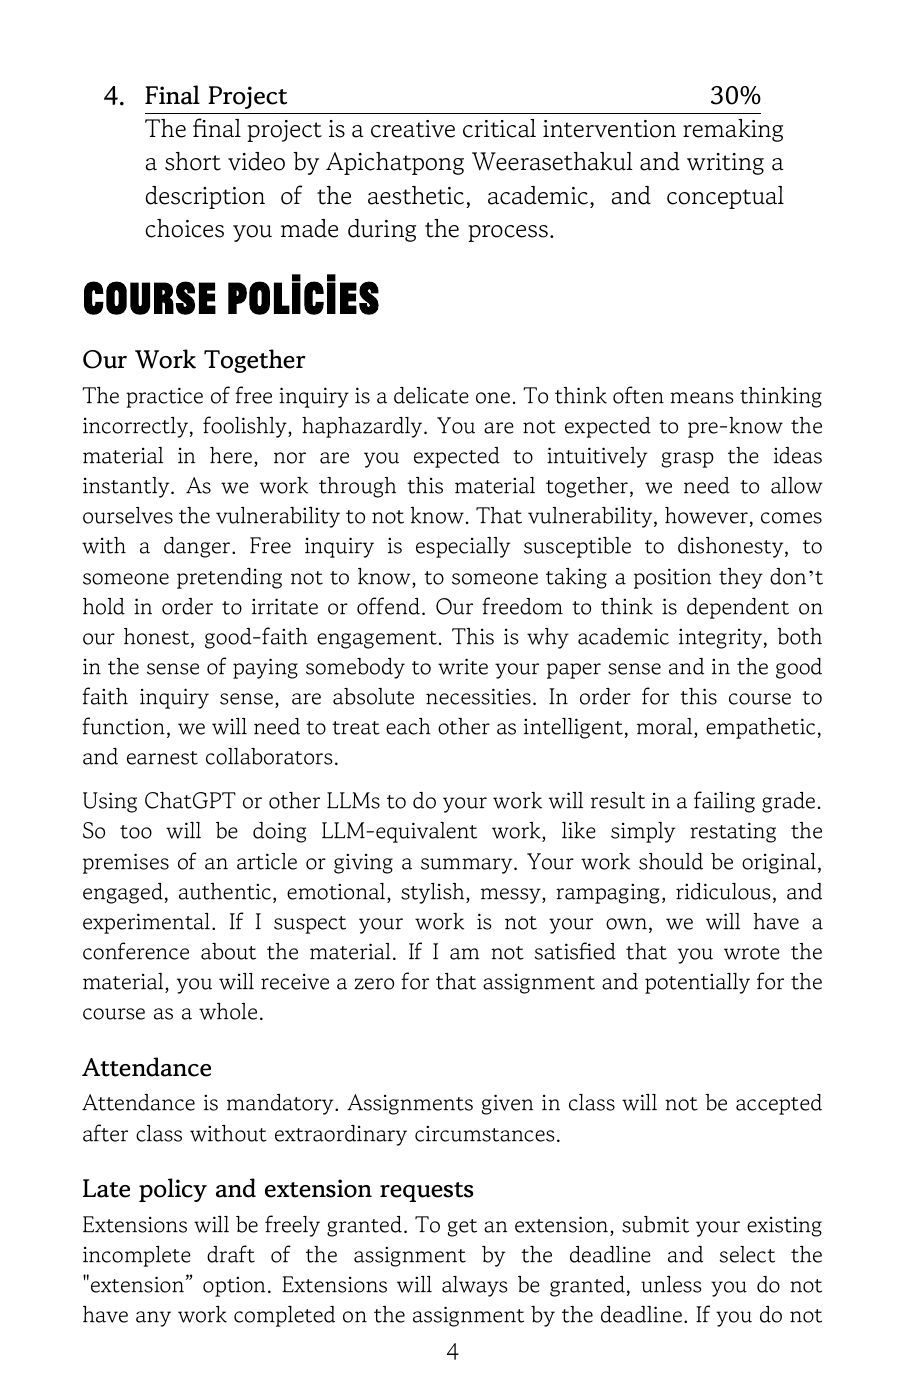 4. Final Project 30%
The final project is a creative critical intervention remaking
a short video by Apichatpong Weerasethakul and writing a
description of the aesthetic, academic, and conceptual
choices you made during the process.
COURSE POLİCİES
Our Work Together
The practice of free inquiry is a delicate one. To think often means thinking
incorrectly, foolishly, haphazardly. You are not expected to pre-know the
material in here, nor are you expected to intuitively grasp the ideas
instantly. As we work through this material together, we need to allow
ourselves the vulnerability to not know. That vulnerability, however, comes
with a danger. Free inquiry is especially susceptible to dishonesty, to
someone pretending not to know, to someone taking a position they don’t
hold in order to irritate or offend. Our freedom to think is dependent on
our honest, good-faith engagement. This is why academic integrity, both
in the sense of paying somebody to write your paper sense and in the good
faith inquiry sense, are absolute necessities. In order for this course to
function, we will need to treat each other as intelligent, moral, empathetic,
and earnest collaborators.
Using ChatGPT or other LLMs to do your work will result in a failing grade.
So too will be doing LLM-equivalent work, like simply restating the
premises of an article or giving a summary. Your work should be original,
engaged, authentic, emotional, stylish, messy, rampaging, ridiculous, and
experimental. If I suspect your work is not your own, we will have a
conference about the material. If I am not satisfied that you wrote the
material, you will receive a zero for that assignment and potentially for the
course as a whole.
Attendance
Attendance is mandatory. Assignments given in class will not be accepted
after class without extraordinary circumstances.
Late policy and extension requests
Extensions will be freely granted. To get an extension, submit your existing
incomplete draft of the assignment by the deadline and select the
"extension” option. Extensions will always be granted, unless you do not
have any work completed on the assignment by the deadline. If you do not
4